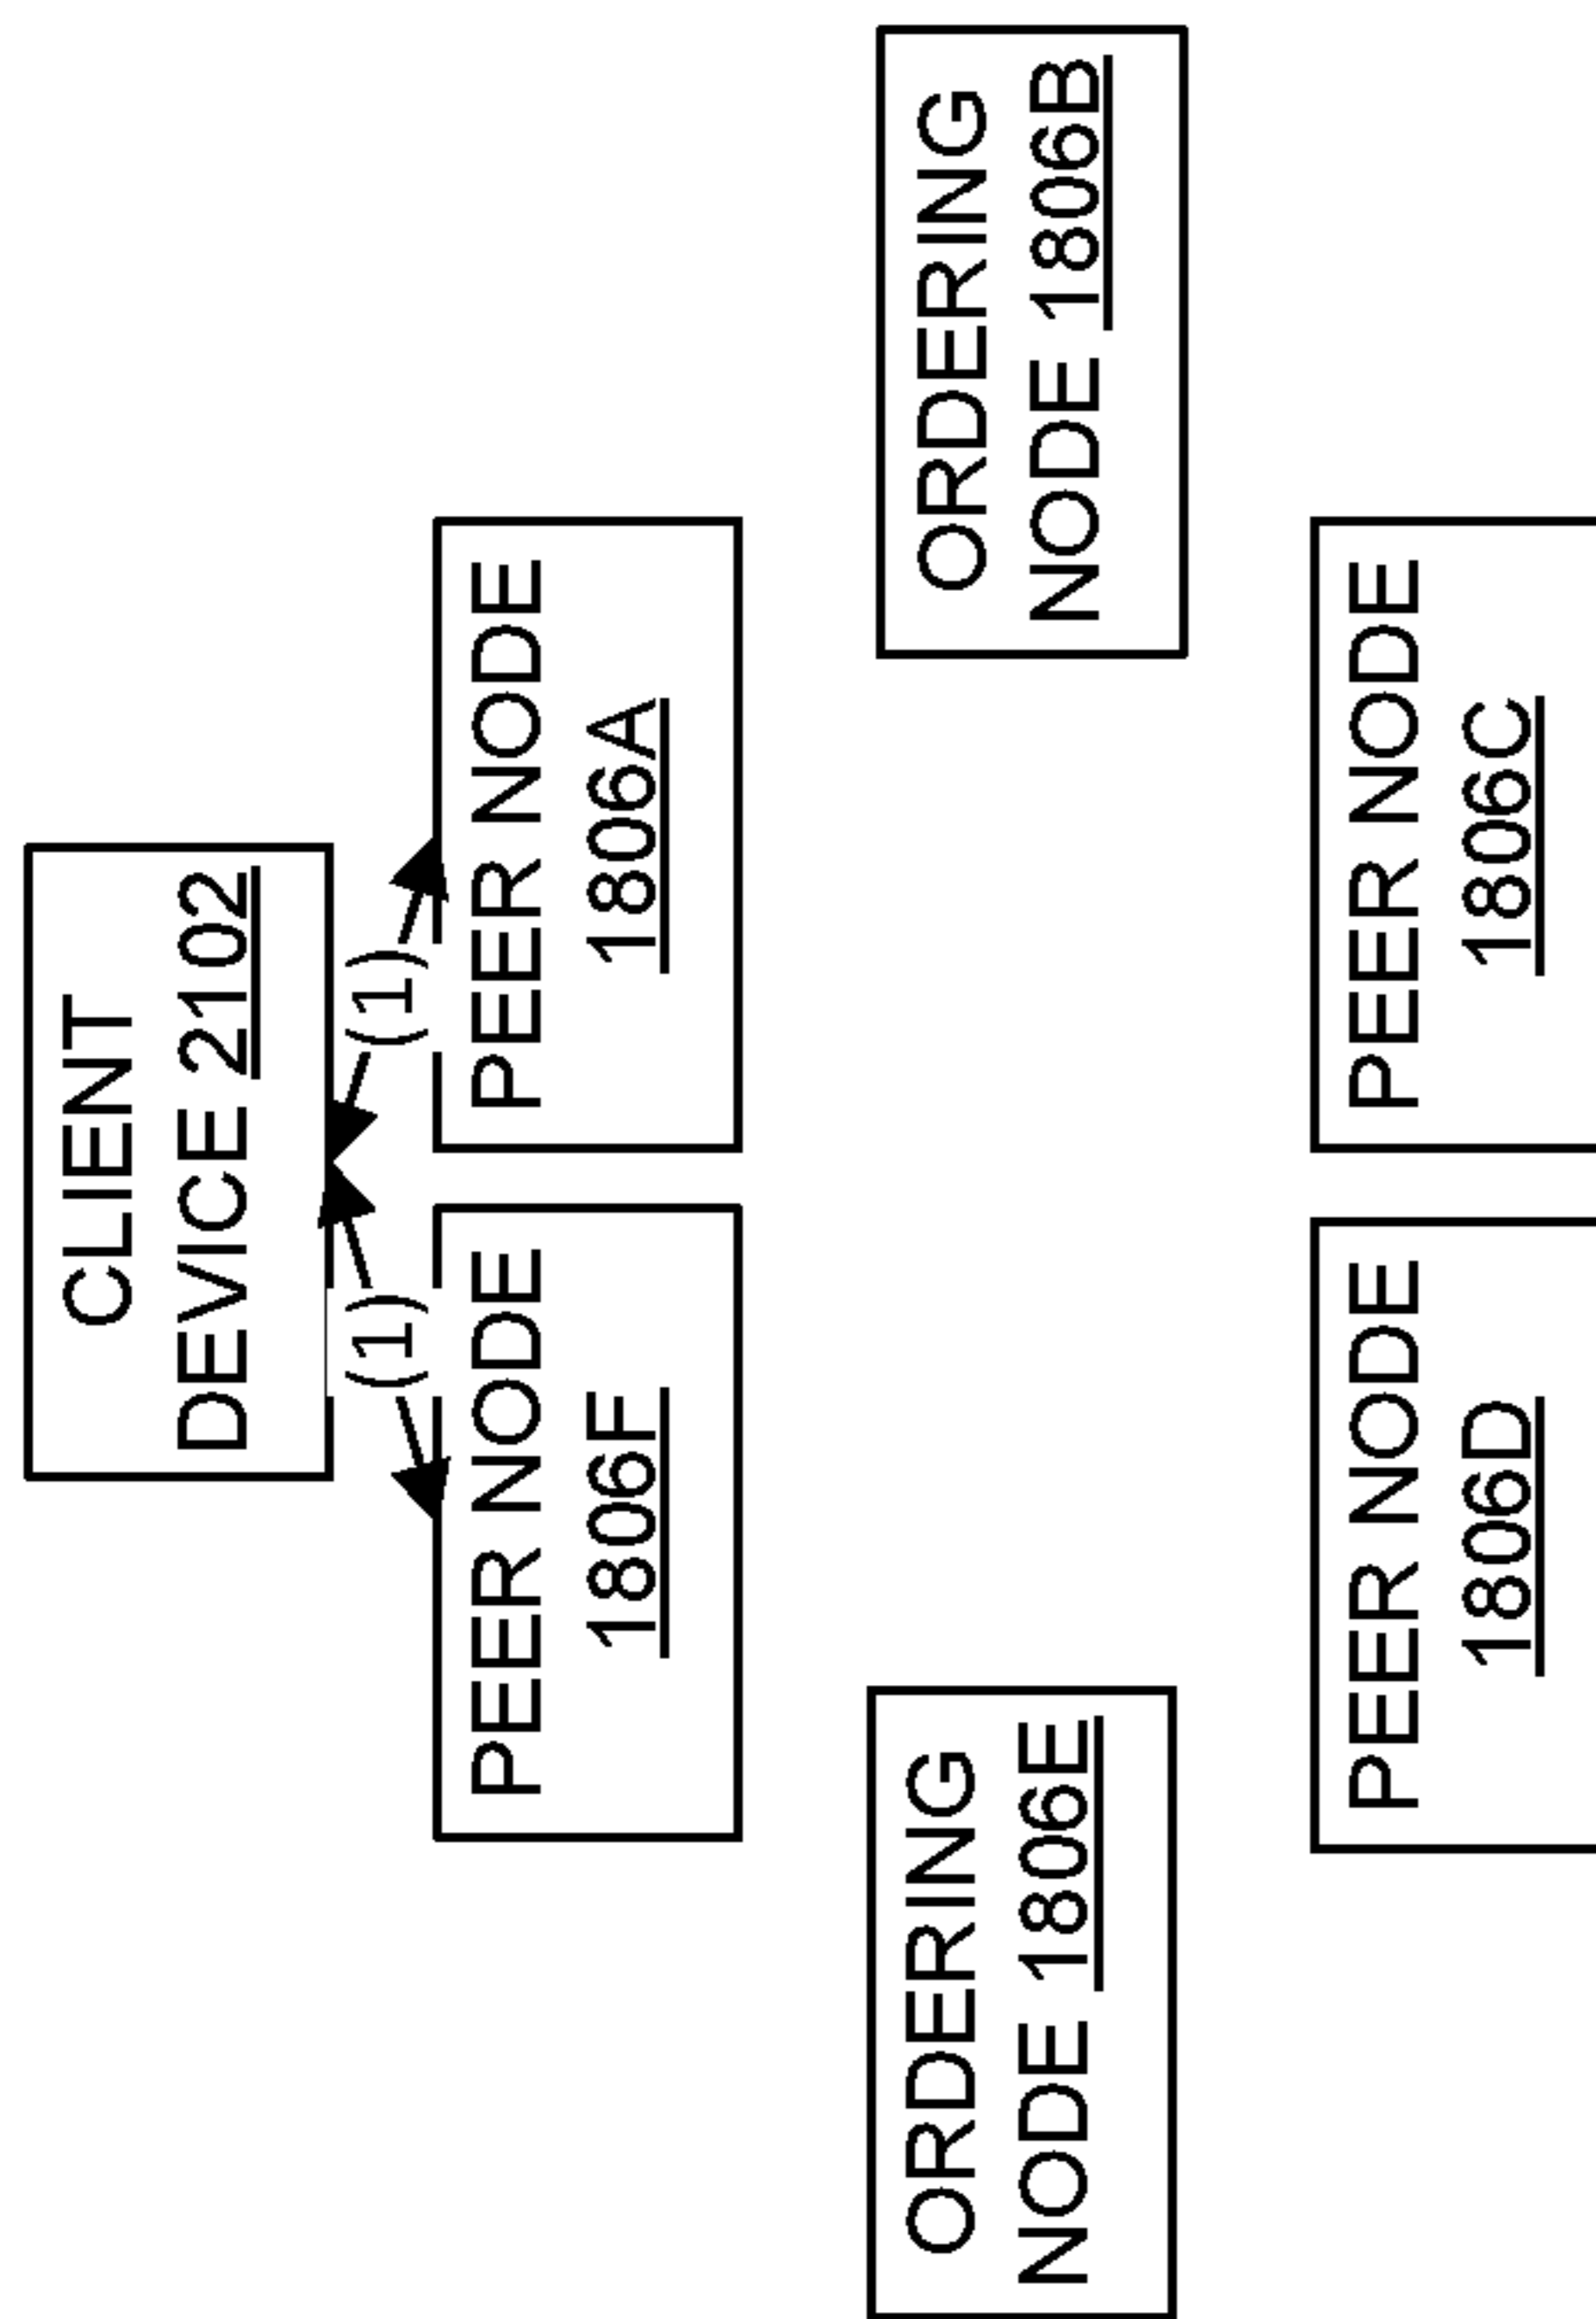 CLIENT
DEVICE 2102
(1)
(1)
PEER NODE
1806F
PEER NODE
1806A
ORDERING
NODE 1806E
ORDERING
NODE 1806B
PEER NODE
1806D
PEER NODE
1806C